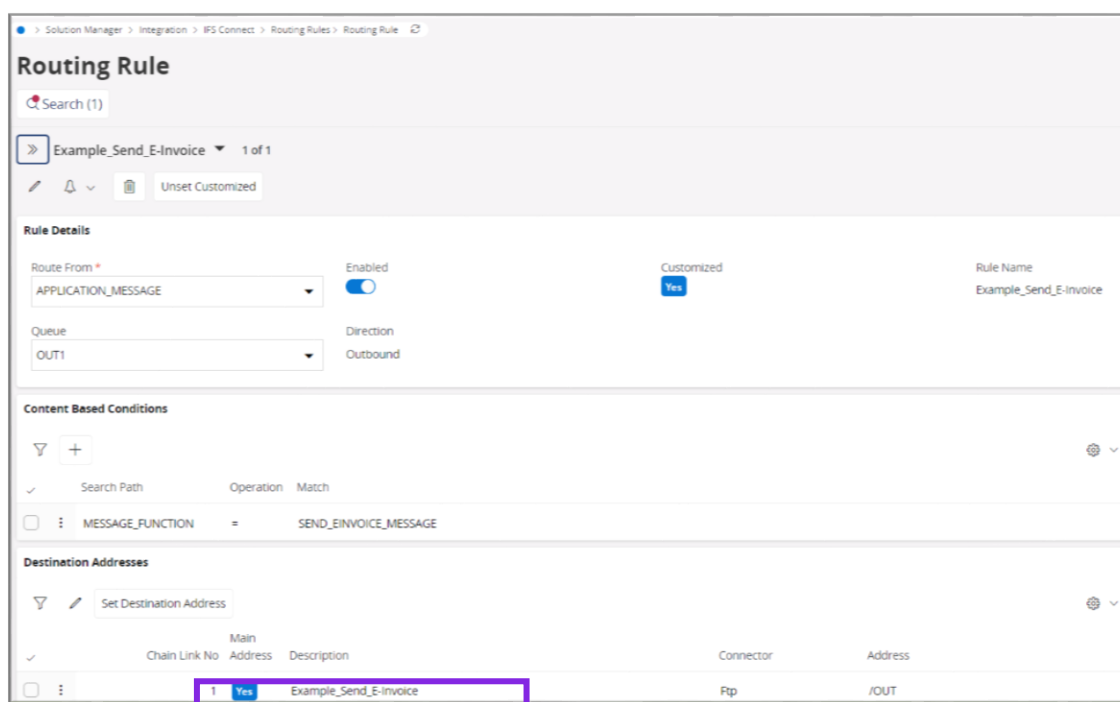 > Solution Manager > Integration > IFS Connect > Routing Rules > Routing Rule
Routing Rule
Search (1)
Example_Send_E-Invoice 1 of 1
Unset Customized
Rule Details
Route From * Enabled Customized Rule Name
APPLICATION_MESSAGE Yes Example_Send_E-Invoice
Queue Direction
OUT1 Outbound
Content Based Conditions
Search Path Operation Match
MESSAGE_FUNCTION = SEND_EINVOICE_MESSAGE
Destination Addresses
Set Destination Address
Chain Link No Main Address Description Connector Address
1 Yes Example_Send_E-Invoice Ftp /OUT